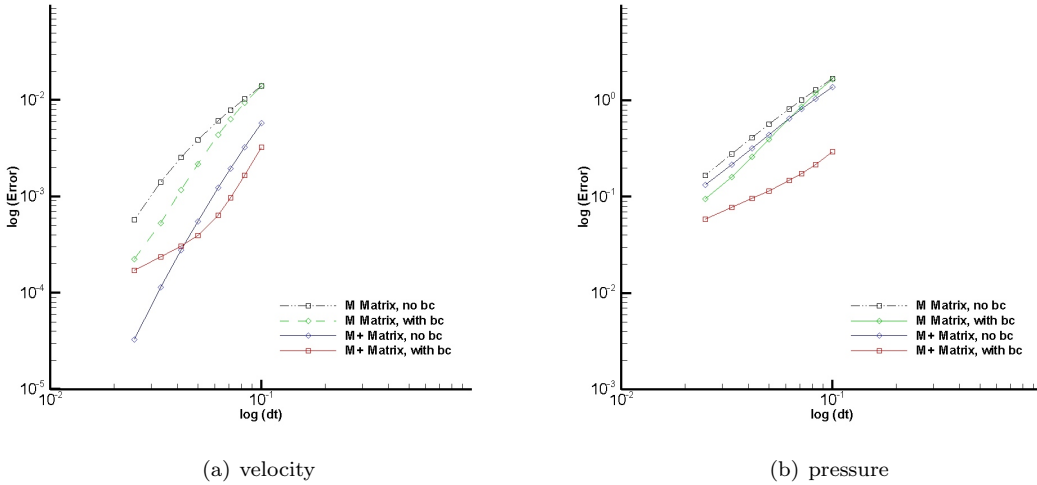 10^-2
10^-3
10^-4
10^-5
log (Error)
10^-2
10^-1
log (dt)
M Matrix, no bc
M Matrix, with bc
M+ Matrix, no bc
M+ Matrix, with bc
(a) velocity
10^0
10^-1
10^-2
10^-3
log (Error)
10^-2
10^-1
log (dt)
M Matrix, no bc
M Matrix, with bc
M+ Matrix, no bc
M+ Matrix, with bc
(b) pressure